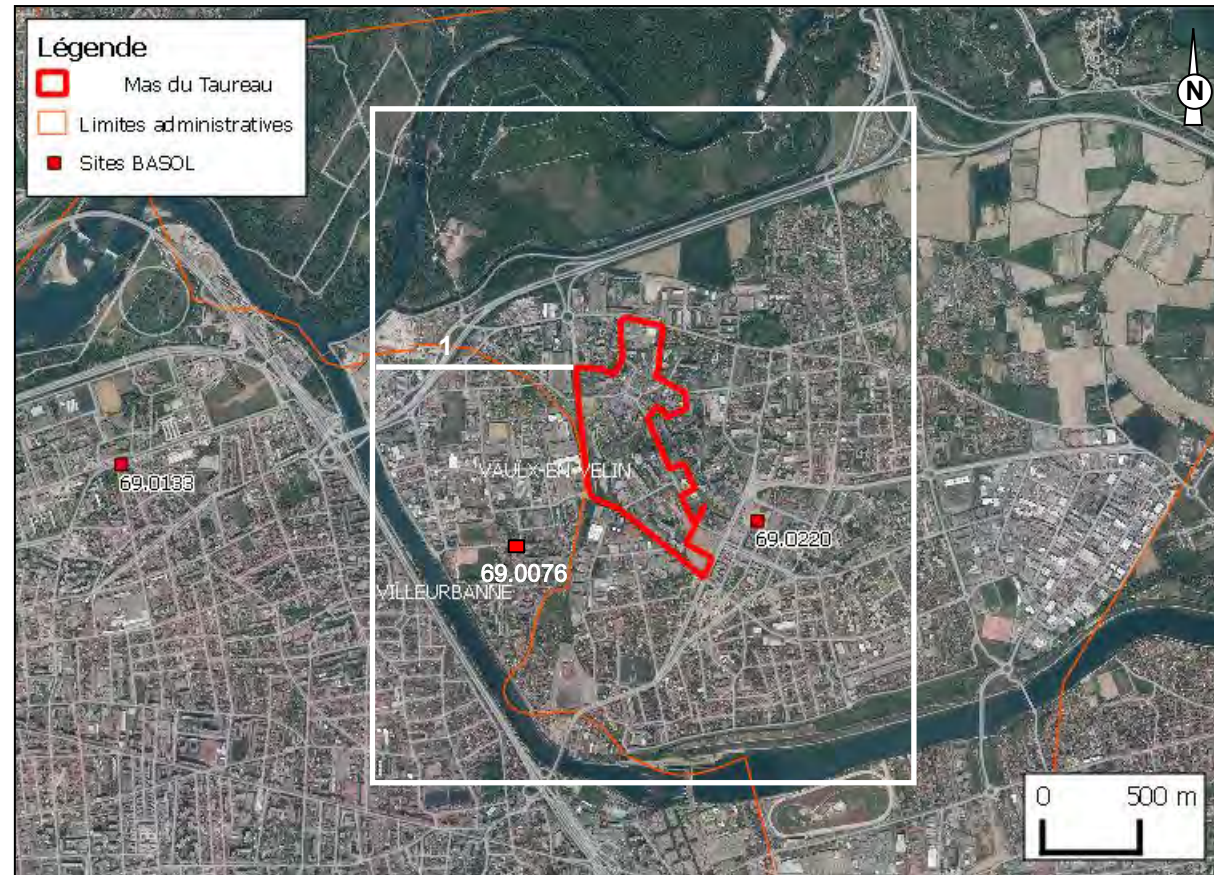 Légende
Mas du Taureau
Limites administratives
Sites BASOL
N
1
VAULX-EN-VELIN
69.0133
69.0220
69.0076
VILLEURBANNE
0 500 m